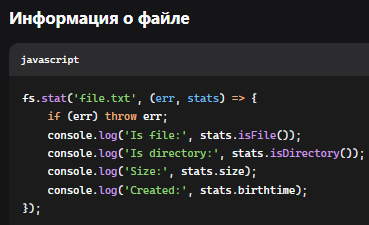 Информация о файле
javascript
fs.stat('file.txt', (err, stats) => {
    if (err) throw err;
    console.log('Is file:', stats.isFile());
    console.log('Is directory:', stats.isDirectory());
    console.log('Size:', stats.size);
    console.log('Created:', stats.birthtime);
});